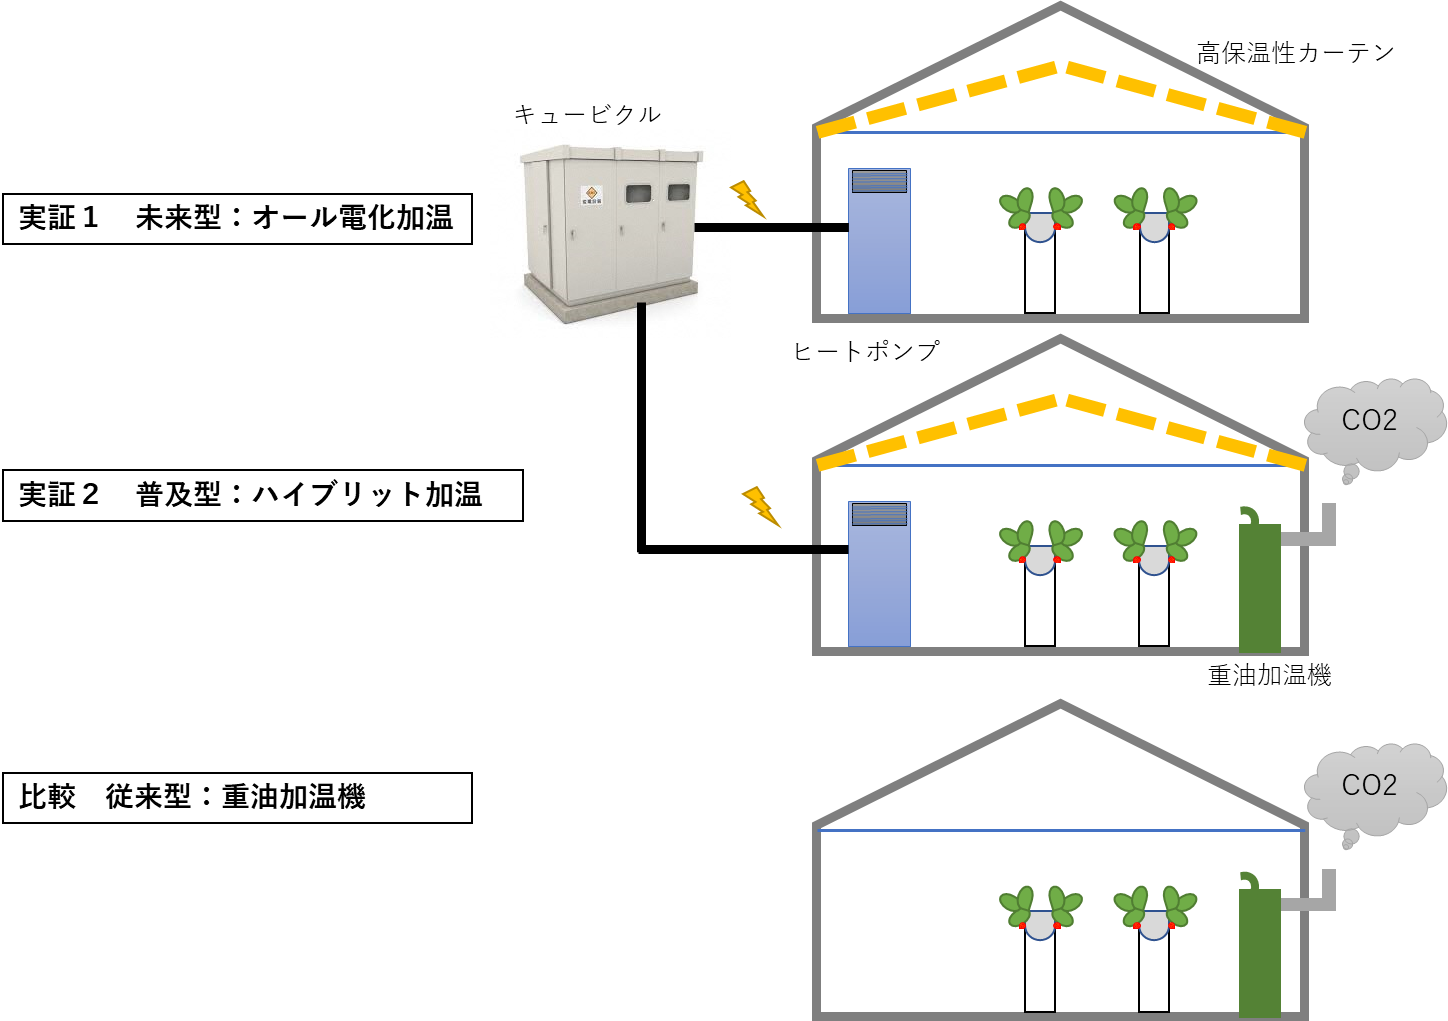 高保温性カーテン
キュービクル
実証１　未来型：オール電化加温
ヒートポンプ
CO2
実証２　普及型：ハイブリット加温
重油加温機
CO2
比較　従来型：重油加温機